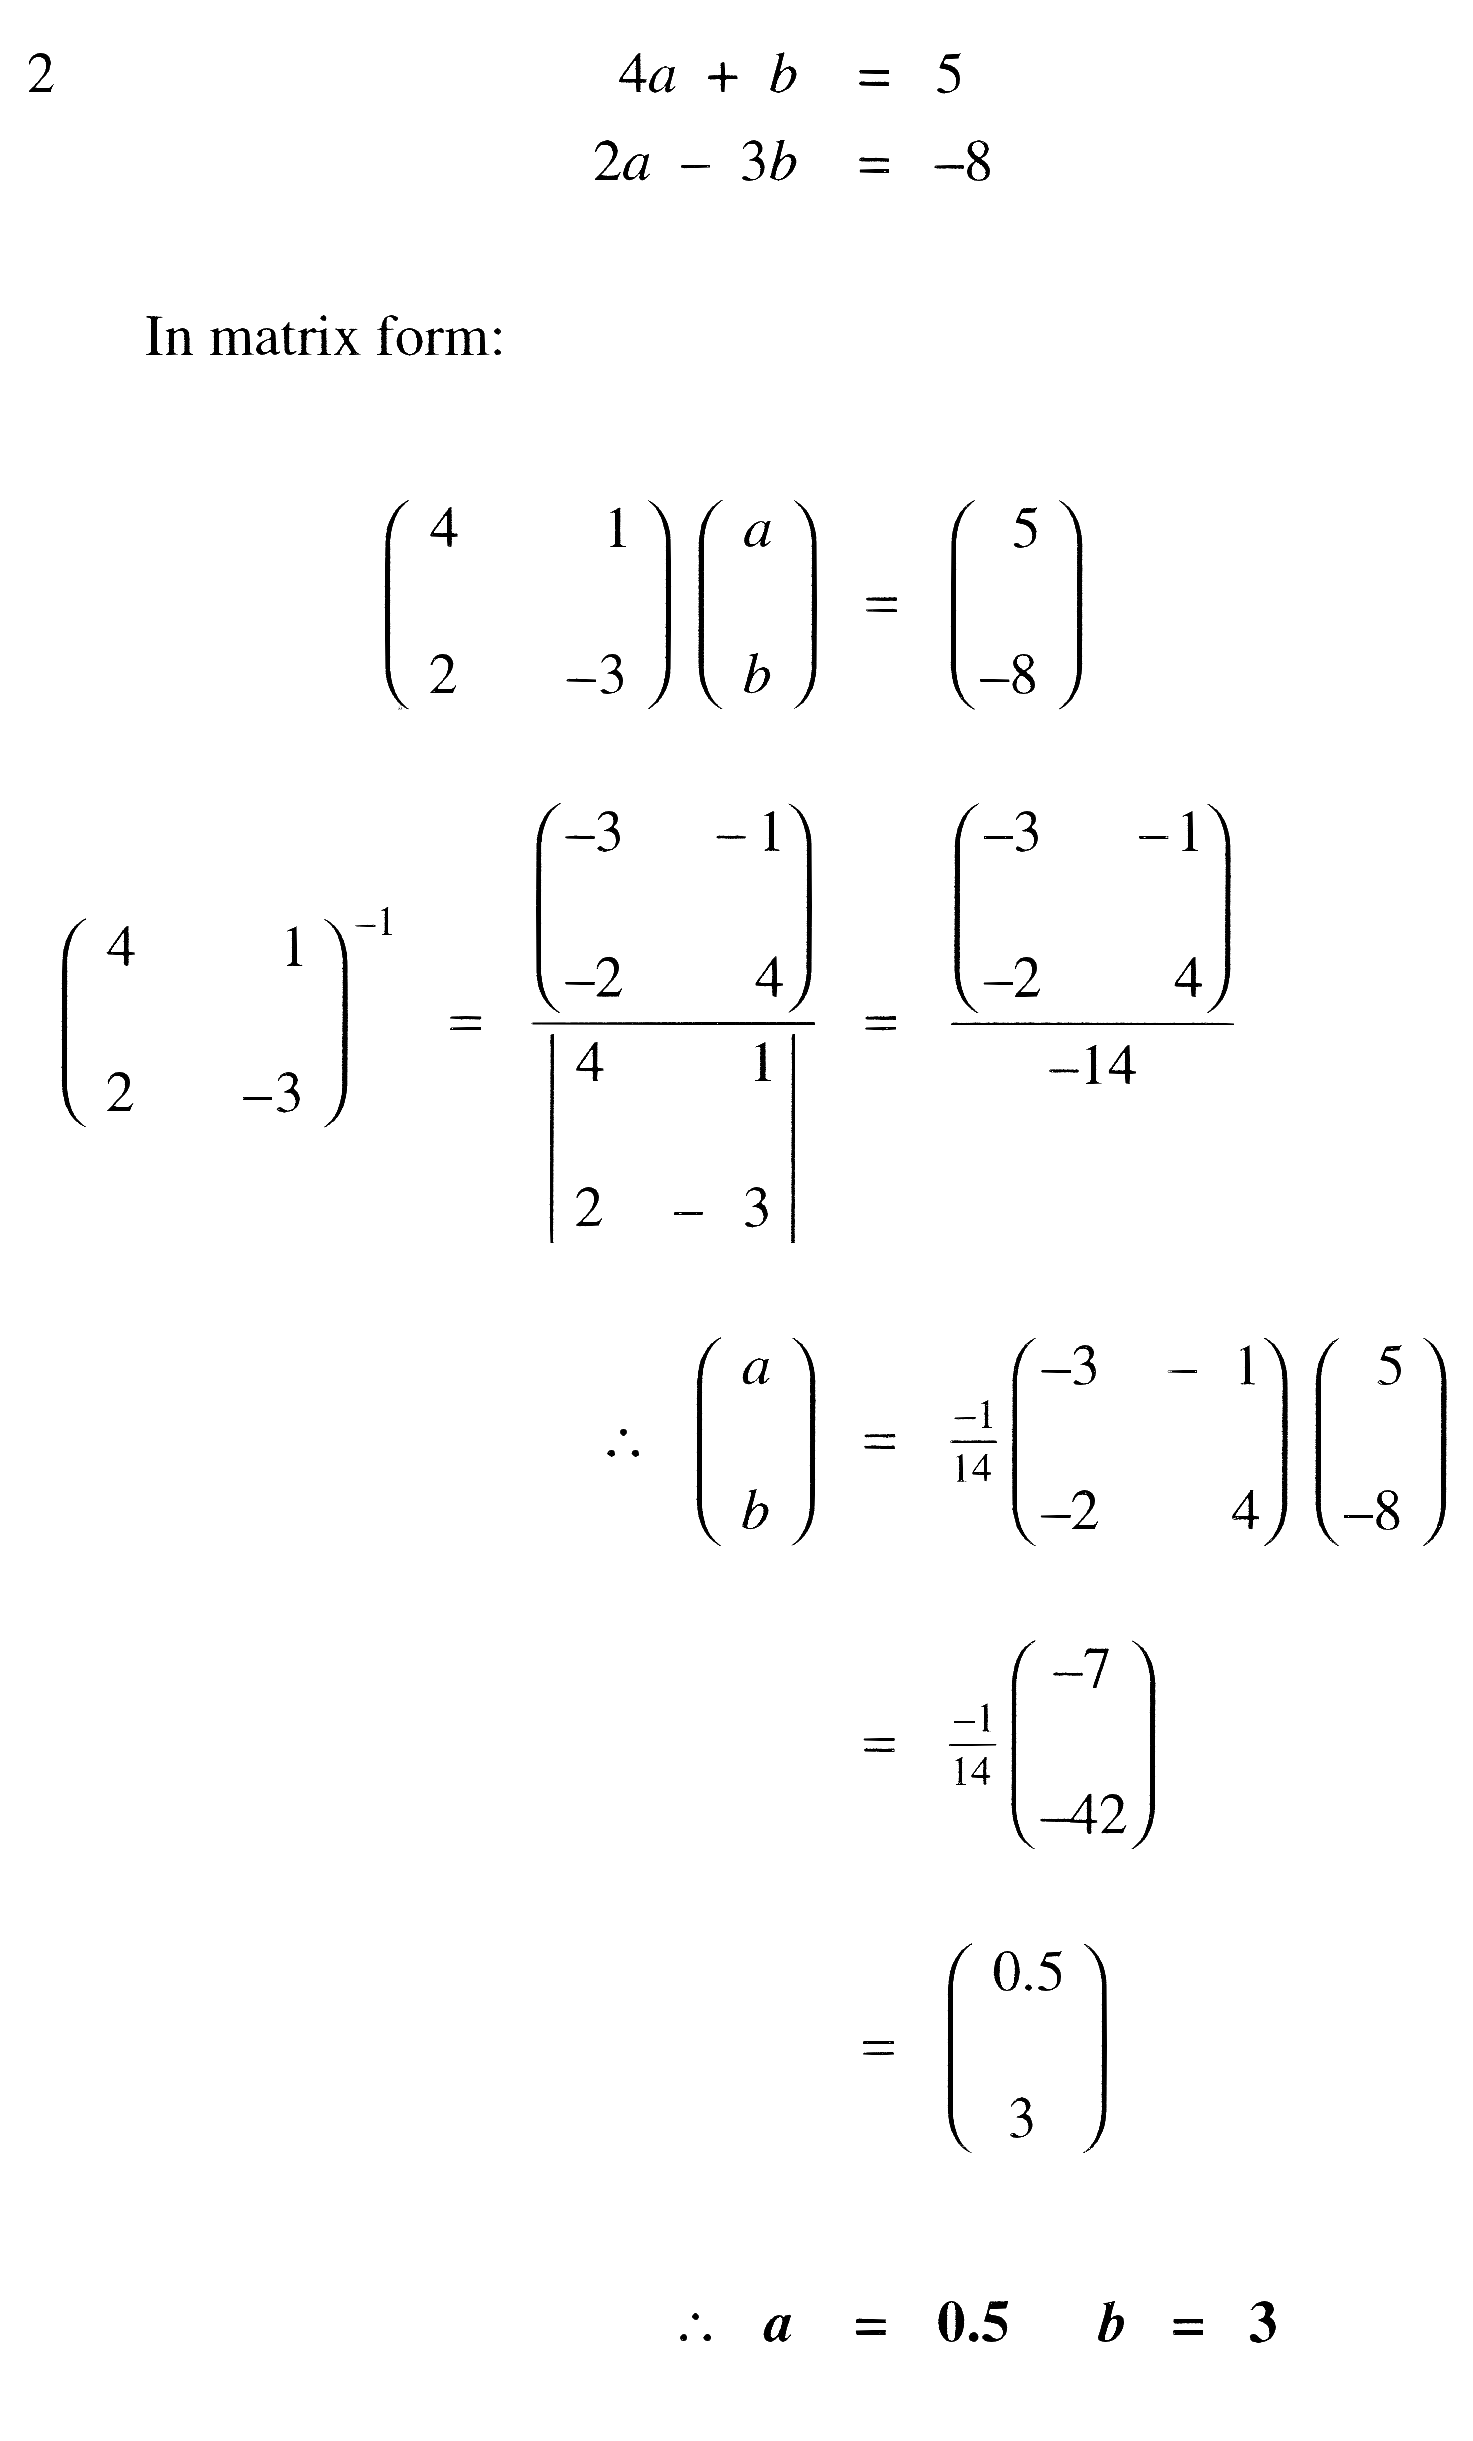 2 4a + b = 5
2a – 3b = –8
In matrix form:
( 4 1 ) ( a ) = ( 5 )
( 2 –3 ) ( b ) ( –8 )
( 4 1 )⁻¹ = ( –3 – 1 ) = ( –3 – 1 )
( 2 –3 ) ( –2 4 ) ( –2 4 )
| 4 1 | –14
| 2 – 3 |
∴ ( a ) = –1/14 ( –3 – 1 ) ( 5 )
( b ) ( –2 4 ) ( –8 )
= –1/14 ( –7 )
( –42 )
= ( 0.5 )
( 3 )
∴ a = 0.5 b = 3